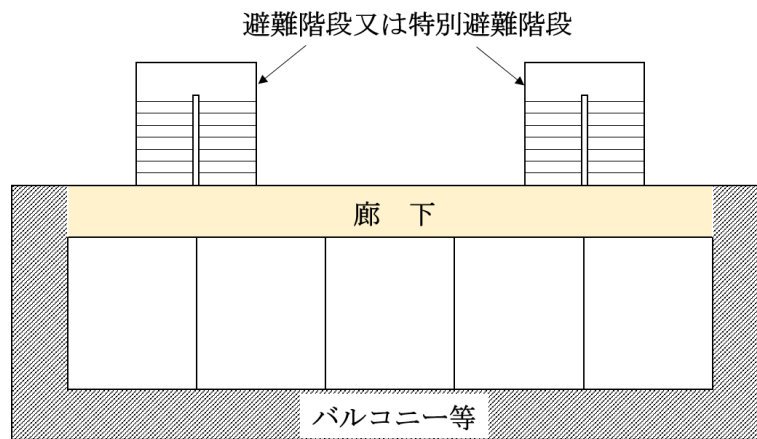 避難階段又は特別避難階段
廊　下
バルコニー等